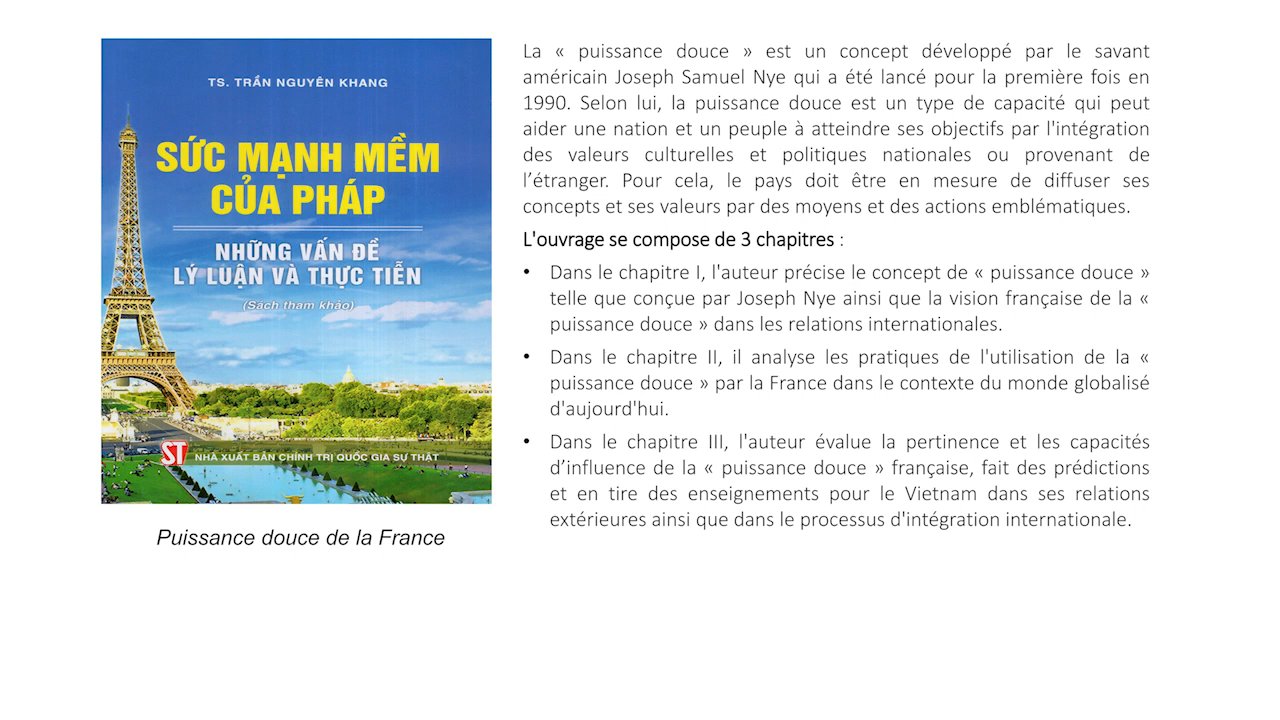 TS. TRẦN NGUYÊN KHANG
SỨC MẠNH MỀM
CỦA PHÁP
NHỮNG VẤN ĐỀ
LÝ LUẬN VÀ THỰC TIỄN
(Sách tham khảo)
ST NHÀ XUẤT BẢN CHÍNH TRỊ QUỐC GIA SỰ THẬT
Puissance douce de la France
La « puissance douce » est un concept développé par le savant
américain Joseph Samuel Nye qui a été lancé pour la première fois en
1990. Selon lui, la puissance douce est un type de capacité qui peut
aider une nation et un peuple à atteindre ses objectifs par l'intégration
des valeurs culturelles et politiques nationales ou provenant de
l’étranger. Pour cela, le pays doit être en mesure de diffuser ses
concepts et ses valeurs par des moyens et des actions emblématiques.
L'ouvrage se compose de 3 chapitres :
• Dans le chapitre I, l'auteur précise le concept de « puissance douce »
telle que conçue par Joseph Nye ainsi que la vision française de la «
puissance douce » dans les relations internationales.
• Dans le chapitre II, il analyse les pratiques de l'utilisation de la «
puissance douce » par la France dans le contexte du monde globalisé
d'aujourd'hui.
• Dans le chapitre III, l'auteur évalue la pertinence et les capacités
d’influence de la « puissance douce » française, fait des prédictions
et en tire des enseignements pour le Vietnam dans ses relations
extérieures ainsi que dans le processus d'intégration internationale.